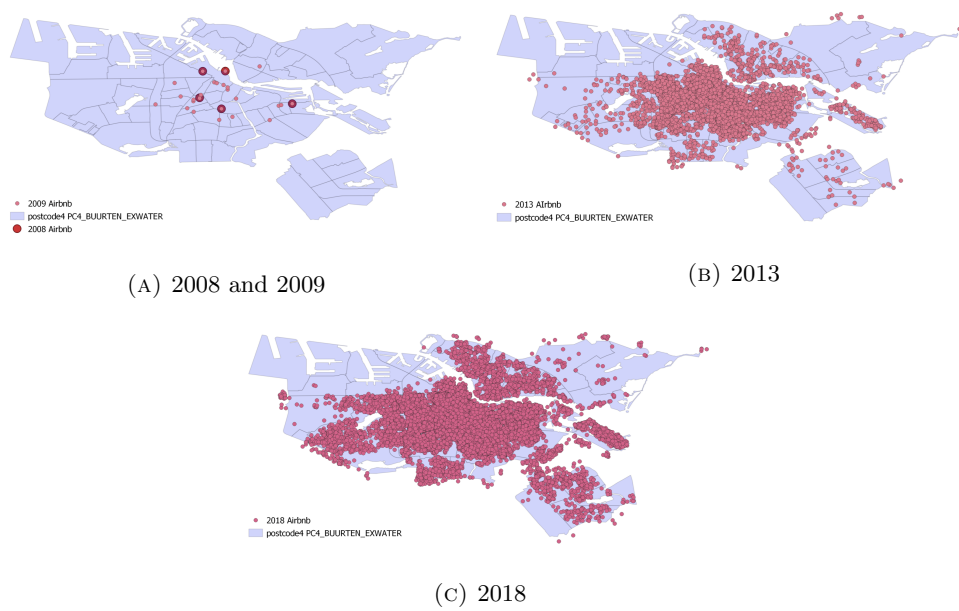 2009 Airbnb
postcode4 PC4_BUURTEN_EXWATER
2008 Airbnb
(A) 2008 and 2009
2013 AIrbnb
postcode4 PC4_BUURTEN_EXWATER
(B) 2013
2018 Airbnb
postcode4 PC4_BUURTEN_EXWATER
(C) 2018